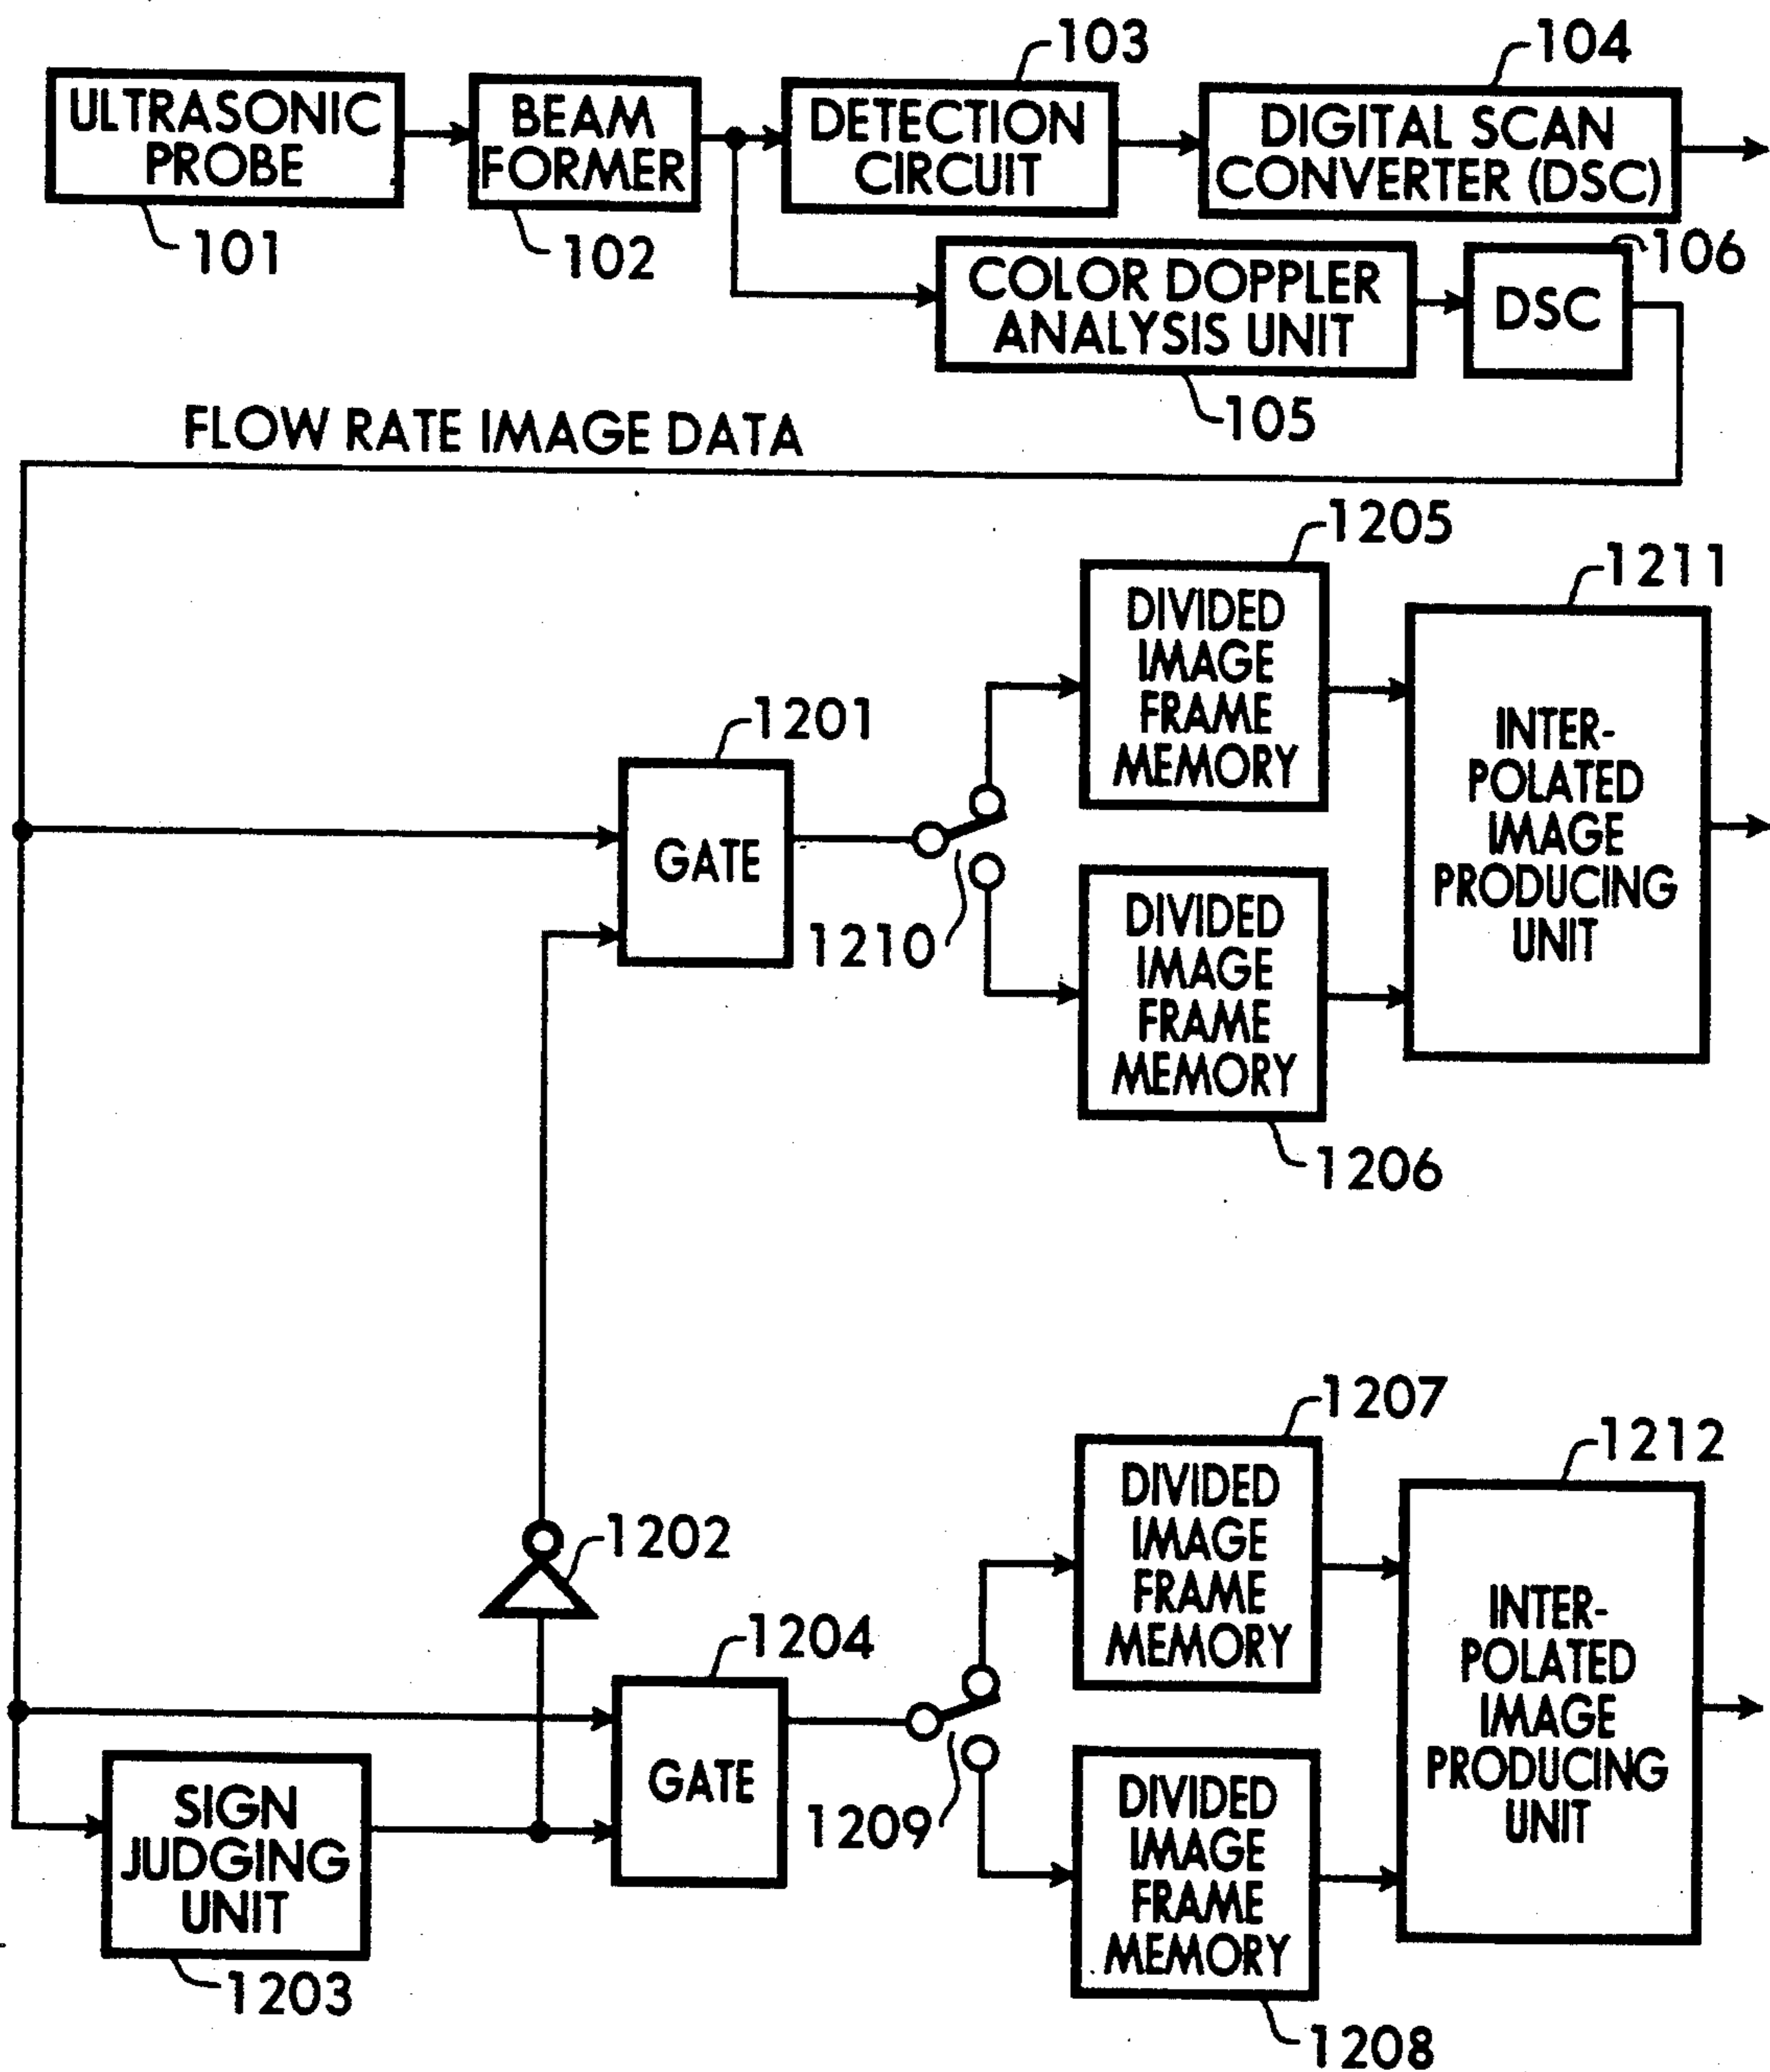 103
104
ULTRASONIC
PROBE
BEAM
FORMER
DETECTION
CIRCUIT
DIGITAL SCAN
CONVERTER (DSC)
101
102
106
COLOR DOPPLER
ANALYSIS UNIT
DSC
105
FLOW RATE IMAGE DATA
1205
1211
DIVIDED
IMAGE
FRAME
MEMORY
1201
GATE
INTER-
POLATED
IMAGE
PRODUCING
UNIT
1210
DIVIDED
IMAGE
FRAME
MEMORY
1206
1207
1212
DIVIDED
IMAGE
FRAME
MEMORY
1202
1204
GATE
INTER-
POLATED
IMAGE
PRODUCING
UNIT
1209
SIGN
JUDGING
UNIT
DIVIDED
IMAGE
FRAME
MEMORY
1203
1208